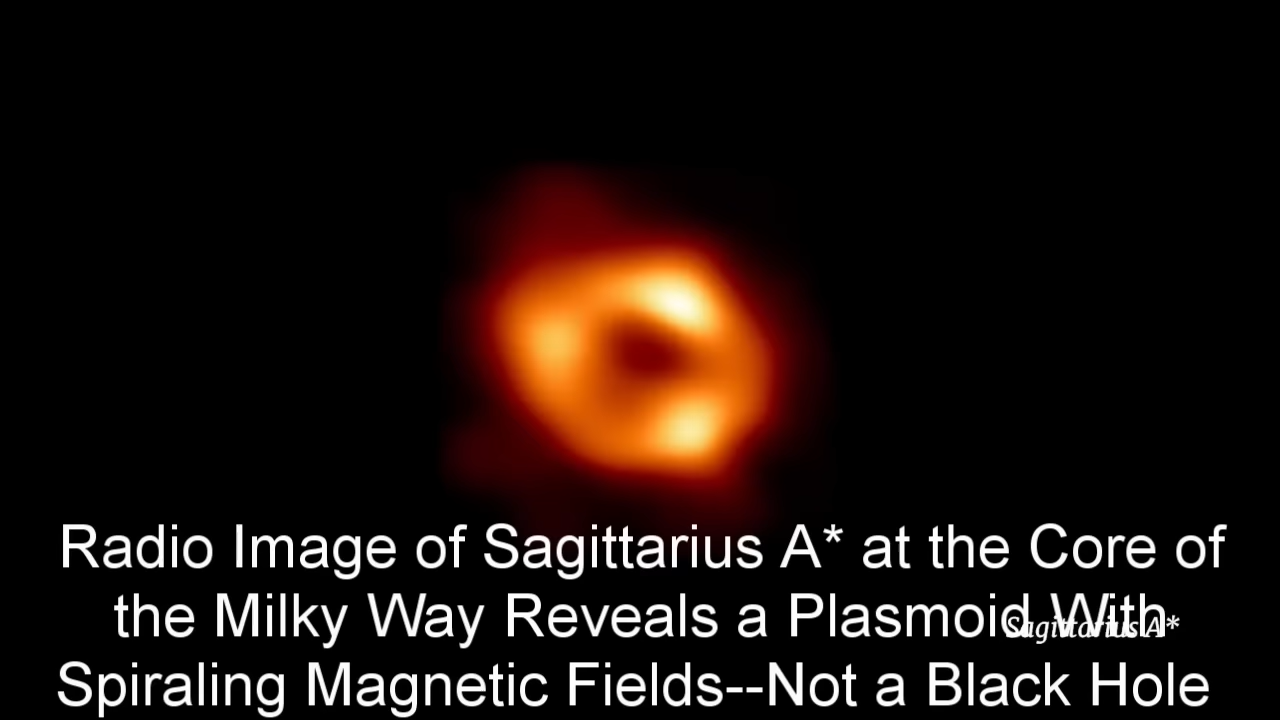 Radio Image of Sagittarius A* at the Core of
the Milky Way Reveals a Plasmoid With
Sagittarius A*
Spiraling Magnetic Fields--Not a Black Hole